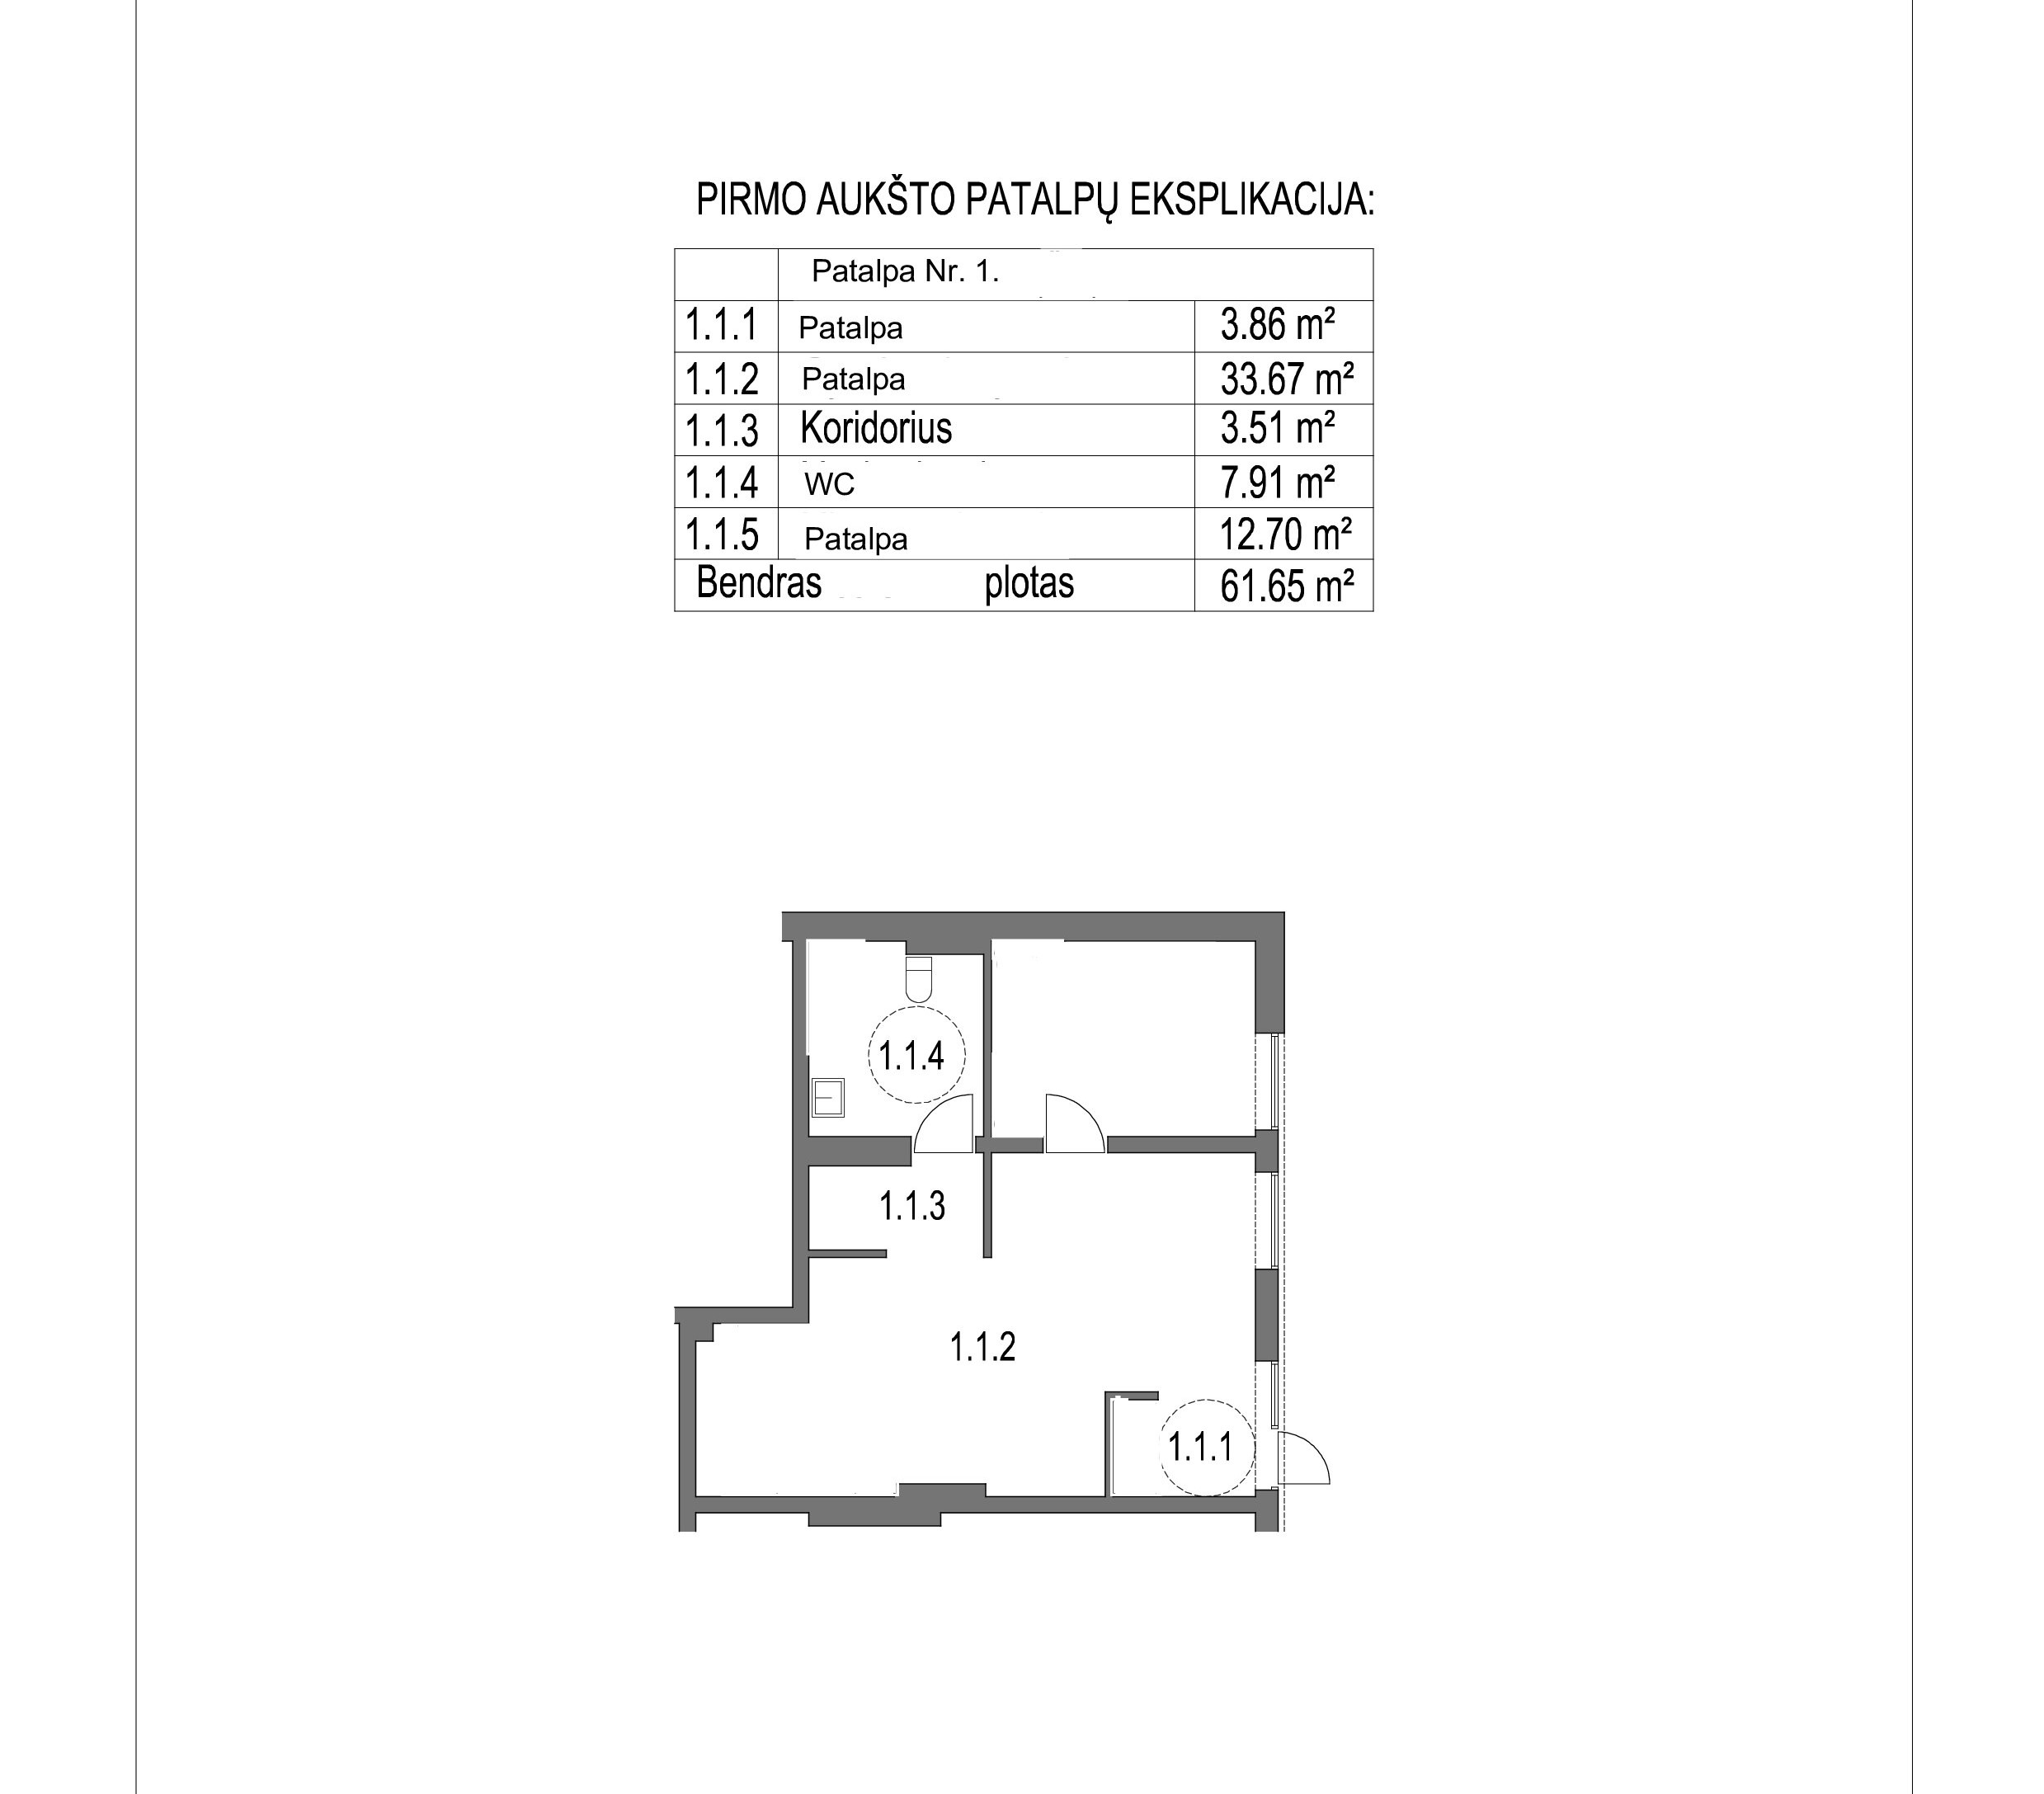 PIRMO AUKŠTO PATALPŲ EKSPLIKACIJA:
Patalpa Nr. 1.
1.1.1 Patalpa 3.86 m²
1.1.2 Patalpa 33.67 m²
1.1.3 Koridorius 3.51 m²
1.1.4 WC 7.91 m²
1.1.5 Patalpa 12.70 m²
Bendras plotas 61.65 m²
1.1.4
1.1.3
1.1.2
1.1.1